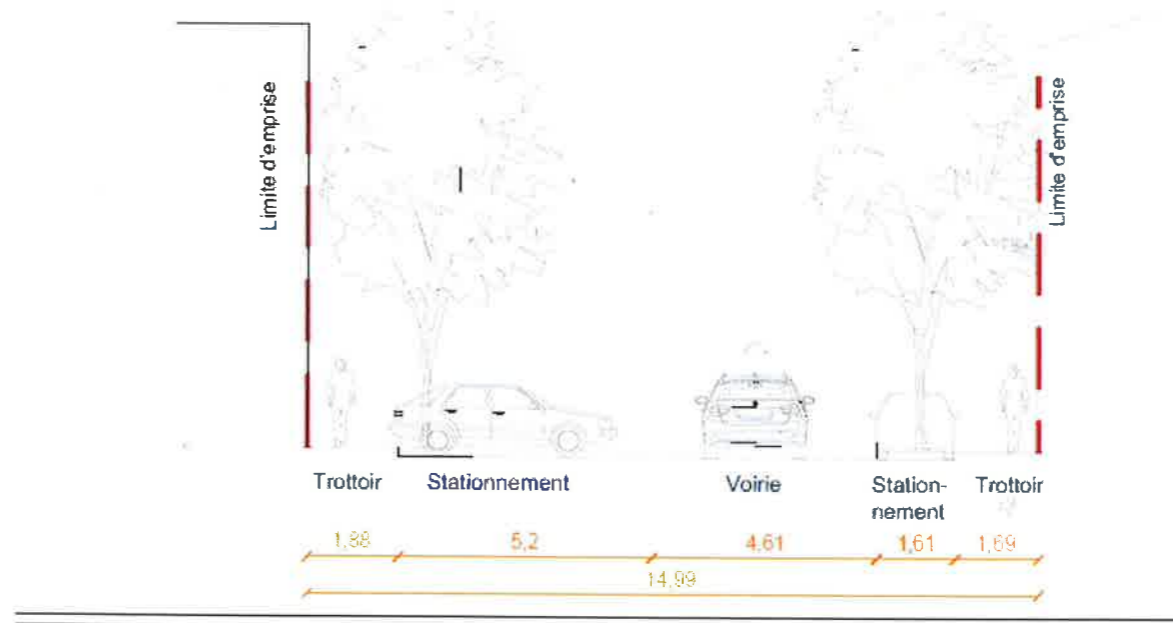 Limite d'emprise
Limite d'emprise
Trottoir
Stationnement
Voirie
Station-
nement
Trottoir
1,88
5,2
4,61
1,61
1,69
14,99